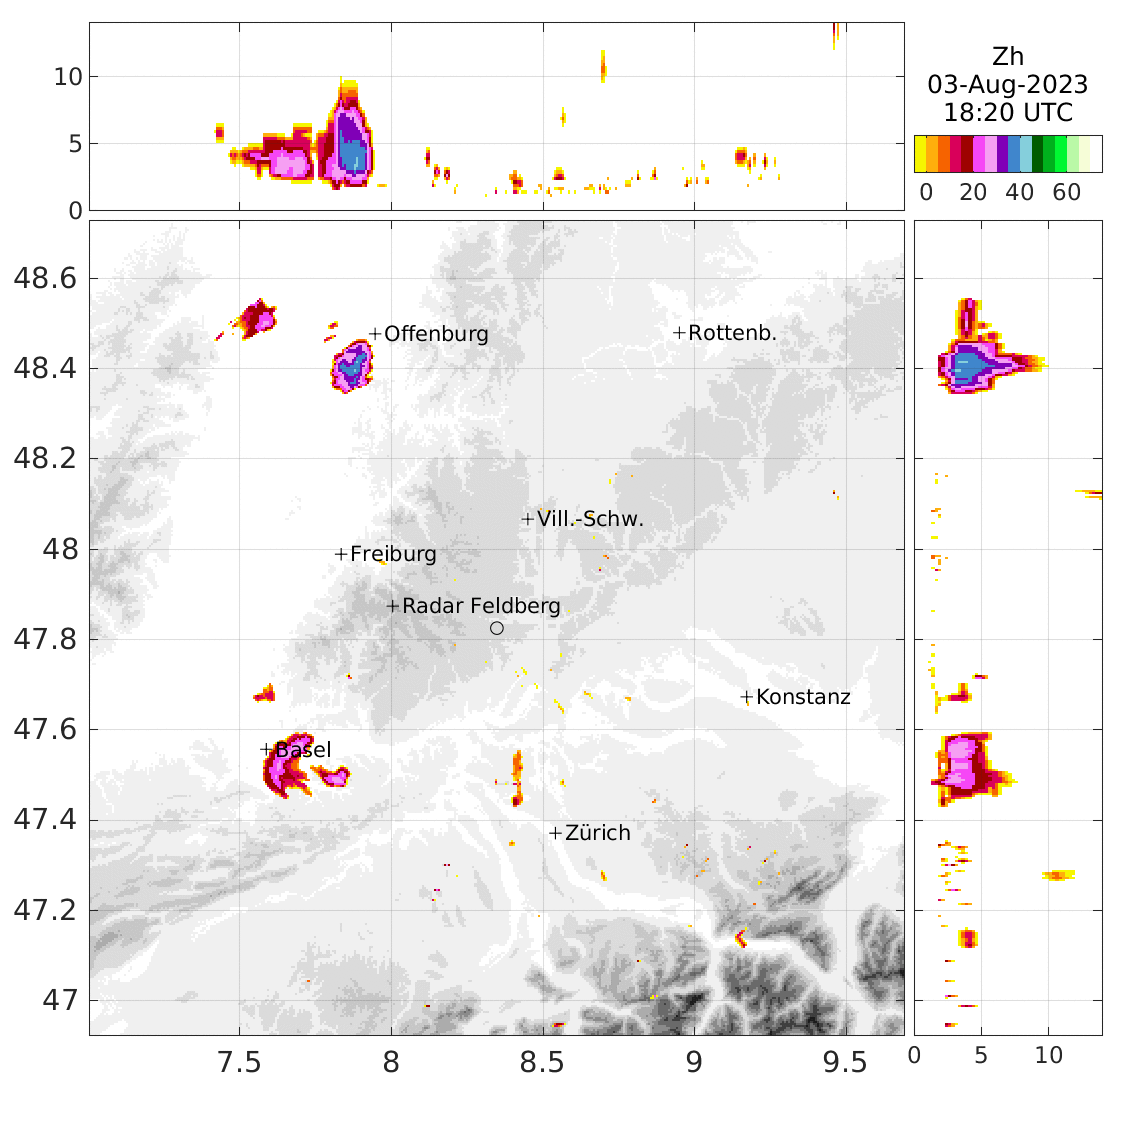 10
5
0
Zh
03-Aug-2023
18:20 UTC
0 20 40 60
48.6
48.4
48.2
48
47.8
47.6
47.4
47.2
47
Offenburg
Rottenb.
Vill.-Schw.
Freiburg
Radar Feldberg
Konstanz
Basel
Zürich
7.5 8 8.5 9 9.5
0 5 10